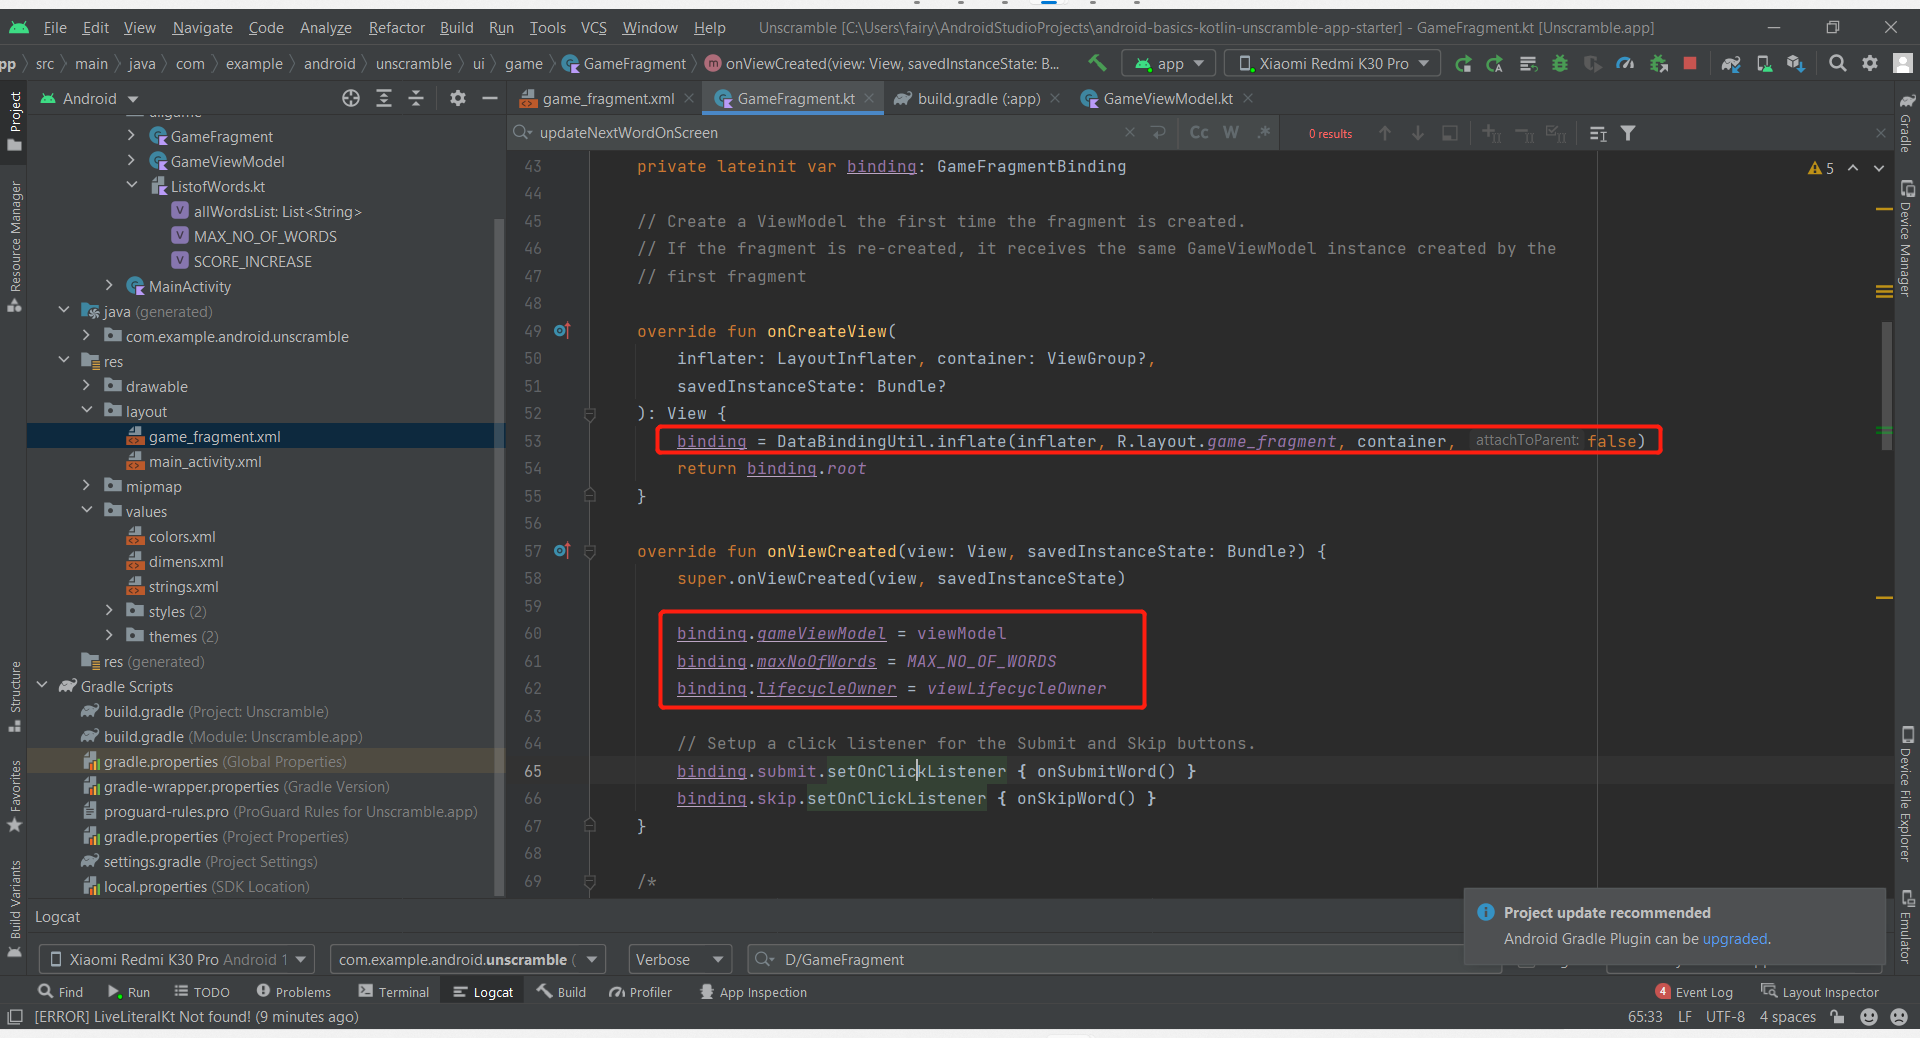 File Edit View Navigate Code Analyze Refactor Build Run Tools VCS Window Help Unscramble [C:\Users\fairy\AndroidStudioProjects\android-basics-kotlin-unscramble-app-starter] - GameFragment.kt [Unscramble.app]
pp src main java com example android unscramble ui game GameFragment onViewCreated(view: View, savedInstanceState: B... app Xiaomi Redmi K30 Pro
Android game_fragment.xml GameFragment.kt build.gradle (:app) GameViewModel.kt
updateNextWordOnScreen Cc W .* 0 results
Project
Resource Manager
Structure
Favorites
Build Variants
GameFragment
GameViewModel
ListofWords.kt
allWordsList: List<String>
MAX_NO_OF_WORDS
SCORE_INCREASE
MainActivity
java (generated)
com.example.android.unscramble
res
drawable
layout
game_fragment.xml
main_activity.xml
mipmap
values
colors.xml
dimens.xml
strings.xml
styles (2)
themes (2)
res (generated)
Gradle Scripts
build.gradle (Project: Unscramble)
build.gradle (Module: Unscramble.app)
gradle.properties (Global Properties)
gradle-wrapper.properties (Gradle Version)
proguard-rules.pro (ProGuard Rules for Unscramble.app)
gradle.properties (Project Properties)
settings.gradle (Project Settings)
local.properties (SDK Location)
43 private lateinit var binding: GameFragmentBinding
44
45 // Create a ViewModel the first time the fragment is created.
46 // If the fragment is re-created, it receives the same GameViewModel instance created by the
47 // first fragment
48
49 override fun onCreateView(
50 inflater: LayoutInflater, container: ViewGroup?,
51 savedInstanceState: Bundle?
52 ): View {
53 binding = DataBindingUtil.inflate(inflater, R.layout.game_fragment, container, attachToParent: false)
54 return binding.root
55 }
56
57 override fun onViewCreated(view: View, savedInstanceState: Bundle?) {
58 super.onViewCreated(view, savedInstanceState)
59
60 binding.gameViewModel = viewModel
61 binding.maxNoOfWords = MAX_NO_OF_WORDS
62 binding.lifecycleOwner = viewLifecycleOwner
63
64 // Setup a click listener for the Submit and Skip buttons.
65 binding.submit.setOnClickListener { onSubmitWord() }
66 binding.skip.setOnClickListener { onSkipWord() }
67 }
68
69 /*
5
Gradle
Device Manager
Device File Explorer
Emulator
Project update recommended
Android Gradle Plugin can be upgraded.
Logcat
Xiaomi Redmi K30 Pro Android 1 com.example.android.unscramble ( Verbose D/GameFragment
Find Run TODO Problems Terminal Logcat Build Profiler App Inspection 4 Event Log Layout Inspector
[ERROR] LiveLiteralKt Not found! (9 minutes ago) 65:33 LF UTF-8 4 spaces